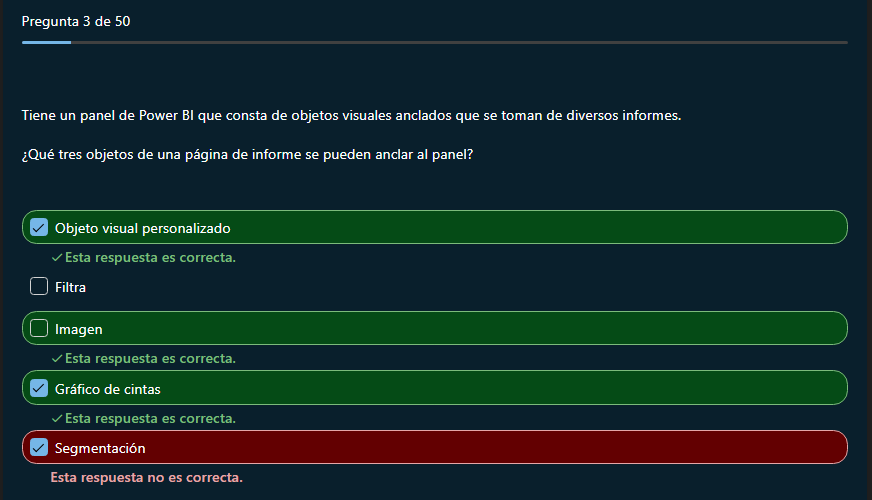 Pregunta 3 de 50
Tiene un panel de Power BI que consta de objetos visuales anclados que se toman de diversos informes.
¿Qué tres objetos de una página de informe se pueden anclar al panel?
Objeto visual personalizado
Esta respuesta es correcta.
Filtra
Imagen
Esta respuesta es correcta.
Gráfico de cintas
Esta respuesta es correcta.
Segmentación
Esta respuesta no es correcta.